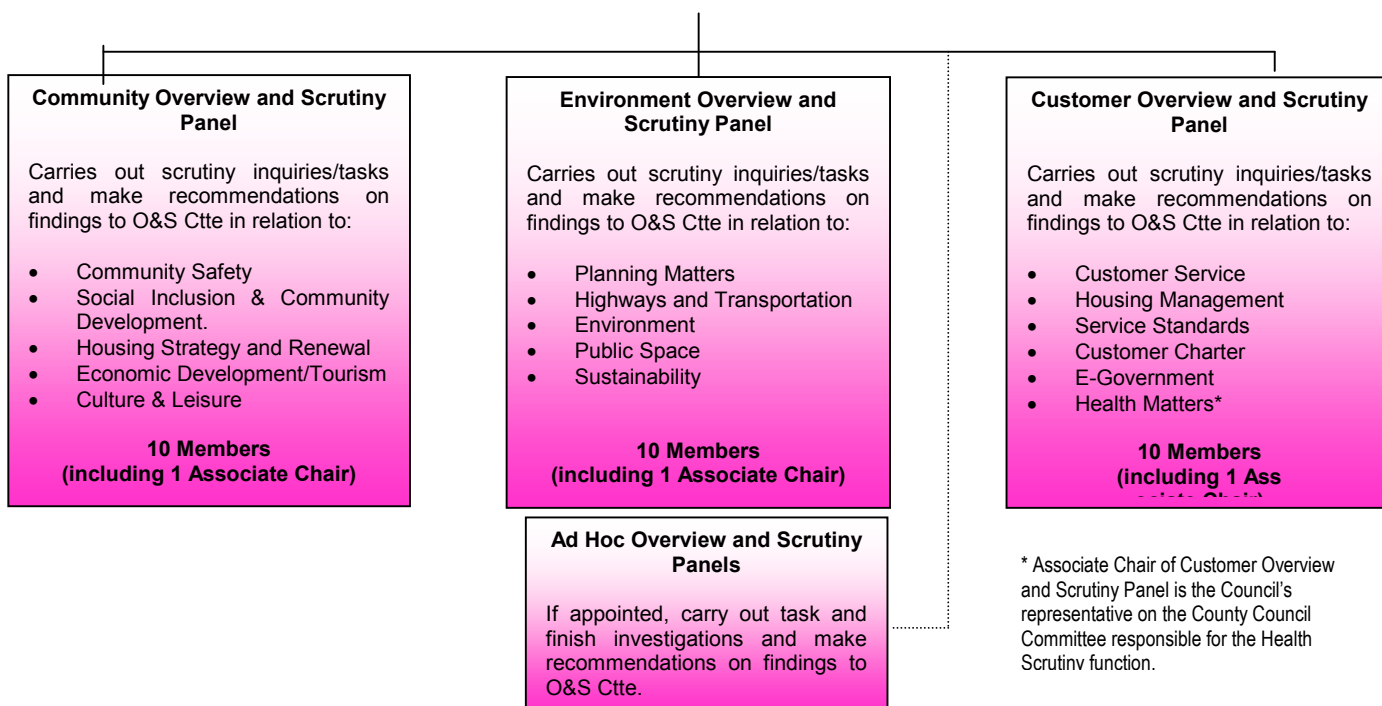 Community Overview and Scrutiny
Panel
Carries out scrutiny inquiries/tasks
and make recommendations on
findings to O&S Ctte in relation to:
• Community Safety
• Social Inclusion & Community
Development.
• Housing Strategy and Renewal
• Economic Development/Tourism
• Culture & Leisure
10 Members
(including 1 Associate Chair)
Environment Overview and
Scrutiny Panel
Carries out scrutiny inquiries/tasks
and make recommendations on
findings to O&S Ctte in relation to:
• Planning Matters
• Highways and Transportation
• Environment
• Public Space
• Sustainability
10 Members
(including 1 Associate Chair)
Customer Overview and Scrutiny
Panel
Carries out scrutiny inquiries/tasks
and make recommendations on
findings to O&S Ctte in relation to:
• Customer Service
• Housing Management
• Service Standards
• Customer Charter
• E-Government
• Health Matters*
10 Members
(including 1 Ass
ociate Chair)
Ad Hoc Overview and Scrutiny
Panels
If appointed, carry out task and
finish investigations and make
recommendations on findings to
O&S Ctte.
* Associate Chair of Customer Overview
and Scrutiny Panel is the Council's
representative on the County Council
Committee responsible for the Health
Scrutiny function.